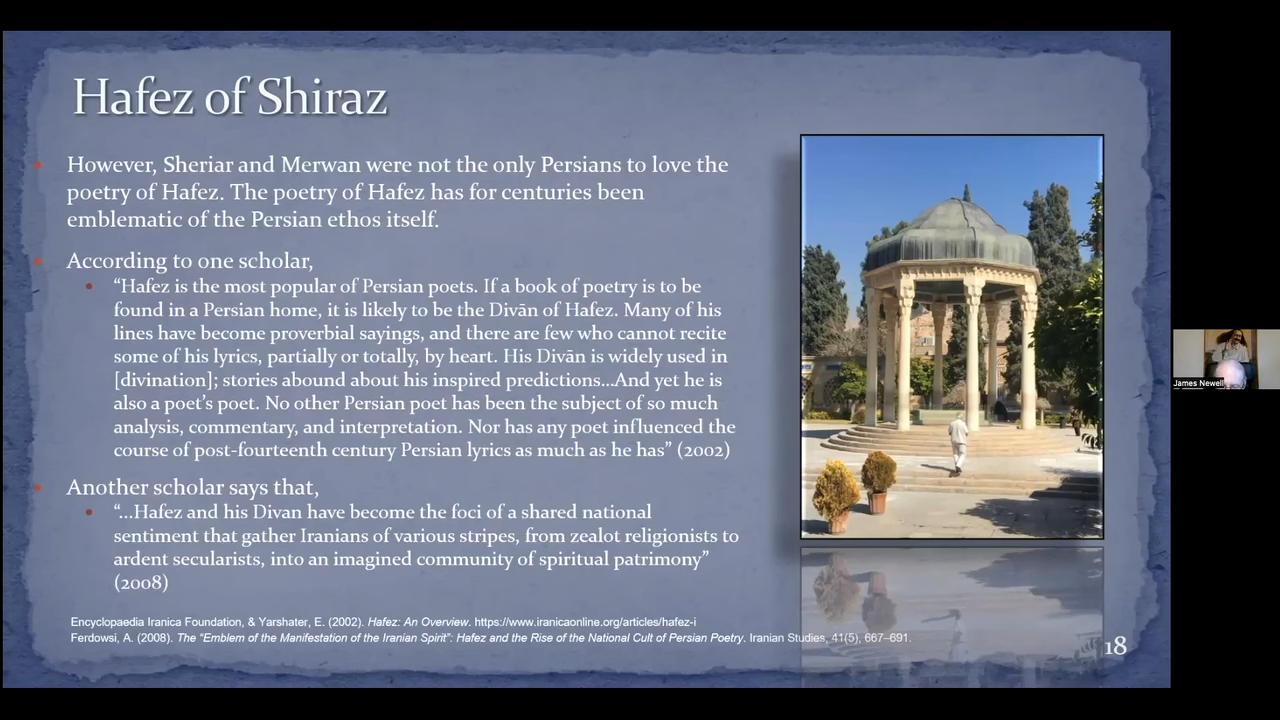 Hafez of Shiraz
However, Sheriar and Merwan were not the only Persians to love the
poetry of Hafez. The poetry of Hafez has for centuries been
emblematic of the Persian ethos itself.
According to one scholar,
“Hafez is the most popular of Persian poets. If a book of poetry is to be
found in a Persian home, it is likely to be the Divān of Hafez. Many of his
lines have become proverbial sayings, and there are few who cannot recite
some of his lyrics, partially or totally, by heart. His Divān is widely used in
[divination]; stories abound about his inspired predictions…And yet he is
also a poet’s poet. No other Persian poet has been the subject of so much
analysis, commentary, and interpretation. Nor has any poet influenced the
course of post-fourteenth century Persian lyrics as much as he has” (2002)
Another scholar says that,
“…Hafez and his Divan have become the foci of a shared national
sentiment that gather Iranians of various stripes, from zealot religionists to
ardent secularists, into an imagined community of spiritual patrimony”
(2008)
Encyclopaedia Iranica Foundation, & Yarshater, E. (2002). Hafez: An Overview. https://www.iranicaonline.org/articles/hafez-i
Ferdowsi, A. (2008). The “Emblem of the Manifestation of the Iranian Spirit”: Hafez and the Rise of the National Cult of Persian Poetry. Iranian Studies, 41(5), 667–691.
18
James Newell